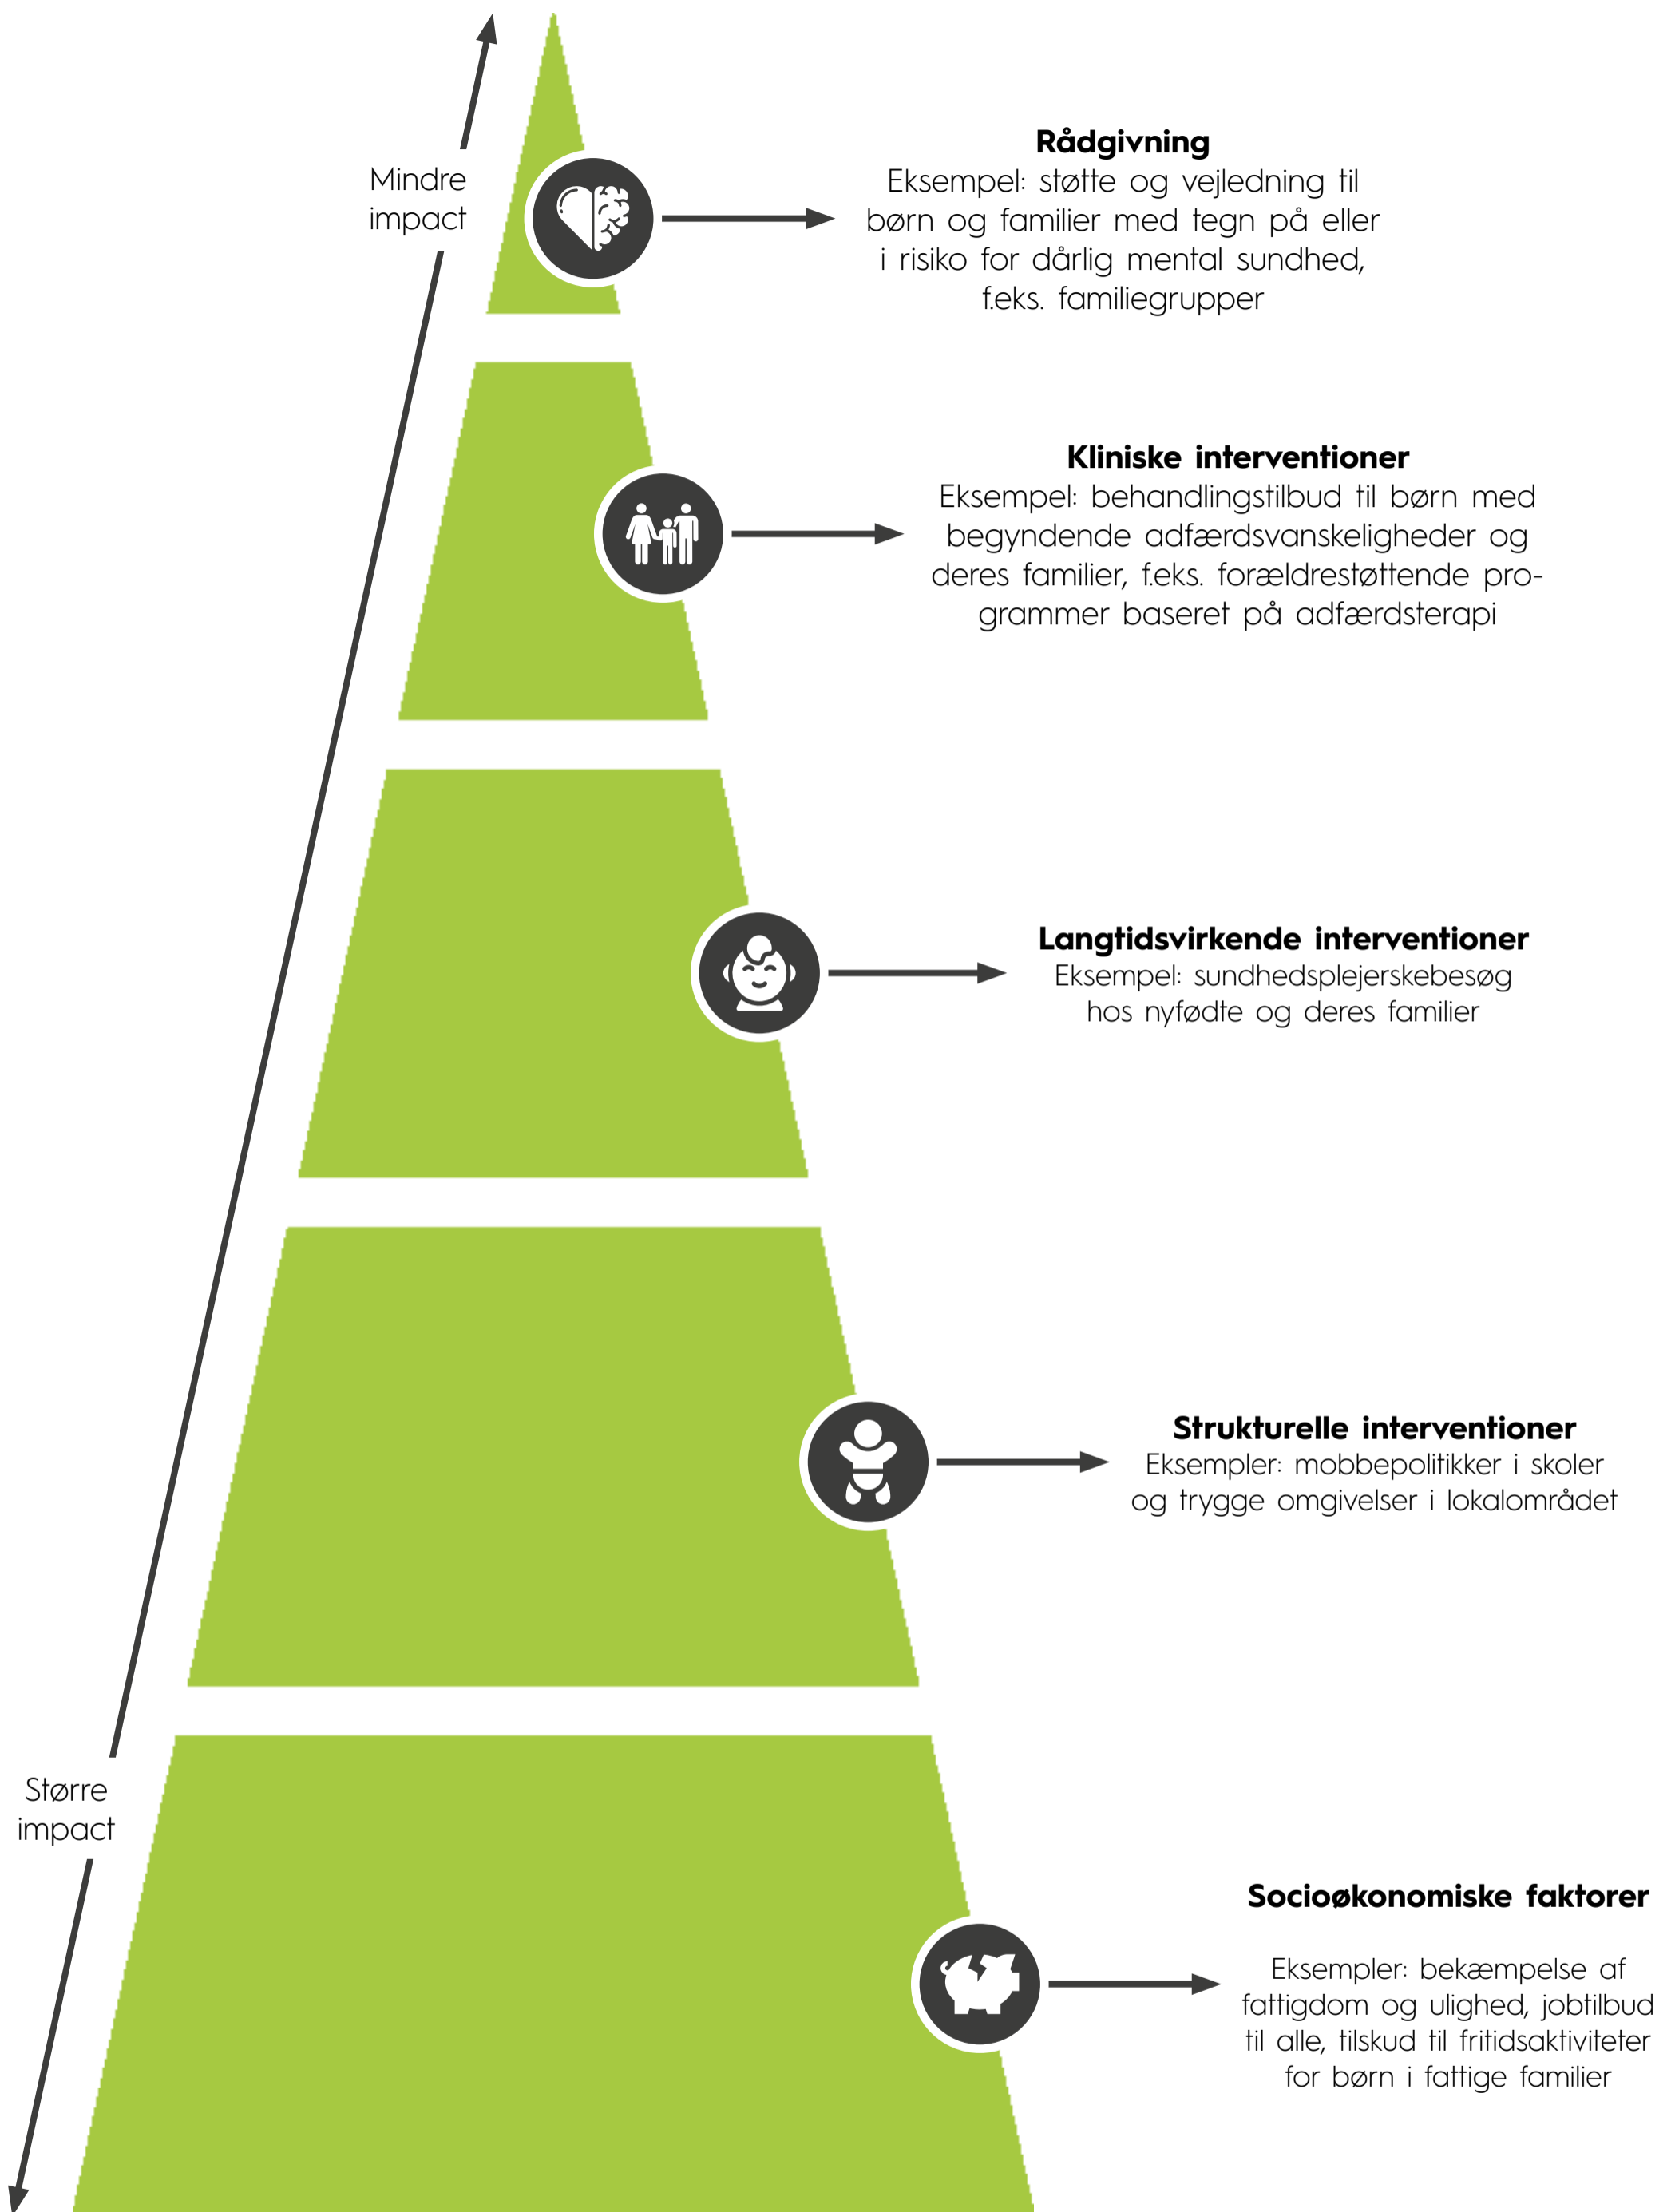 Mindre
impact
Rådgivning
Eksempel: støtte og vejledning til
børn og familier med tegn på eller
i risiko for dårlig mental sundhed,
f.eks. familiegrupper
Kliniske interventioner
Eksempel: behandlingstilbud til børn med
begyndende adfærdsvanskeligheder og
deres familier, f.eks. forældrestøttende pro-
grammer baseret på adfærdsterapi
Langtidsvirkende interventioner
Eksempel: sundhedsplejerskebesøg
hos nyfødte og deres familier
Strukturelle interventioner
Eksempler: mobbepolitikker i skoler
og trygge omgivelser i lokalområdet
Større
impact
Socioøkonomiske faktorer
Eksempler: bekæmpelse af
fattigdom og ulighed, jobtilbud
til alle, tilskud til fritidsaktiviteter
for børn i fattige familier